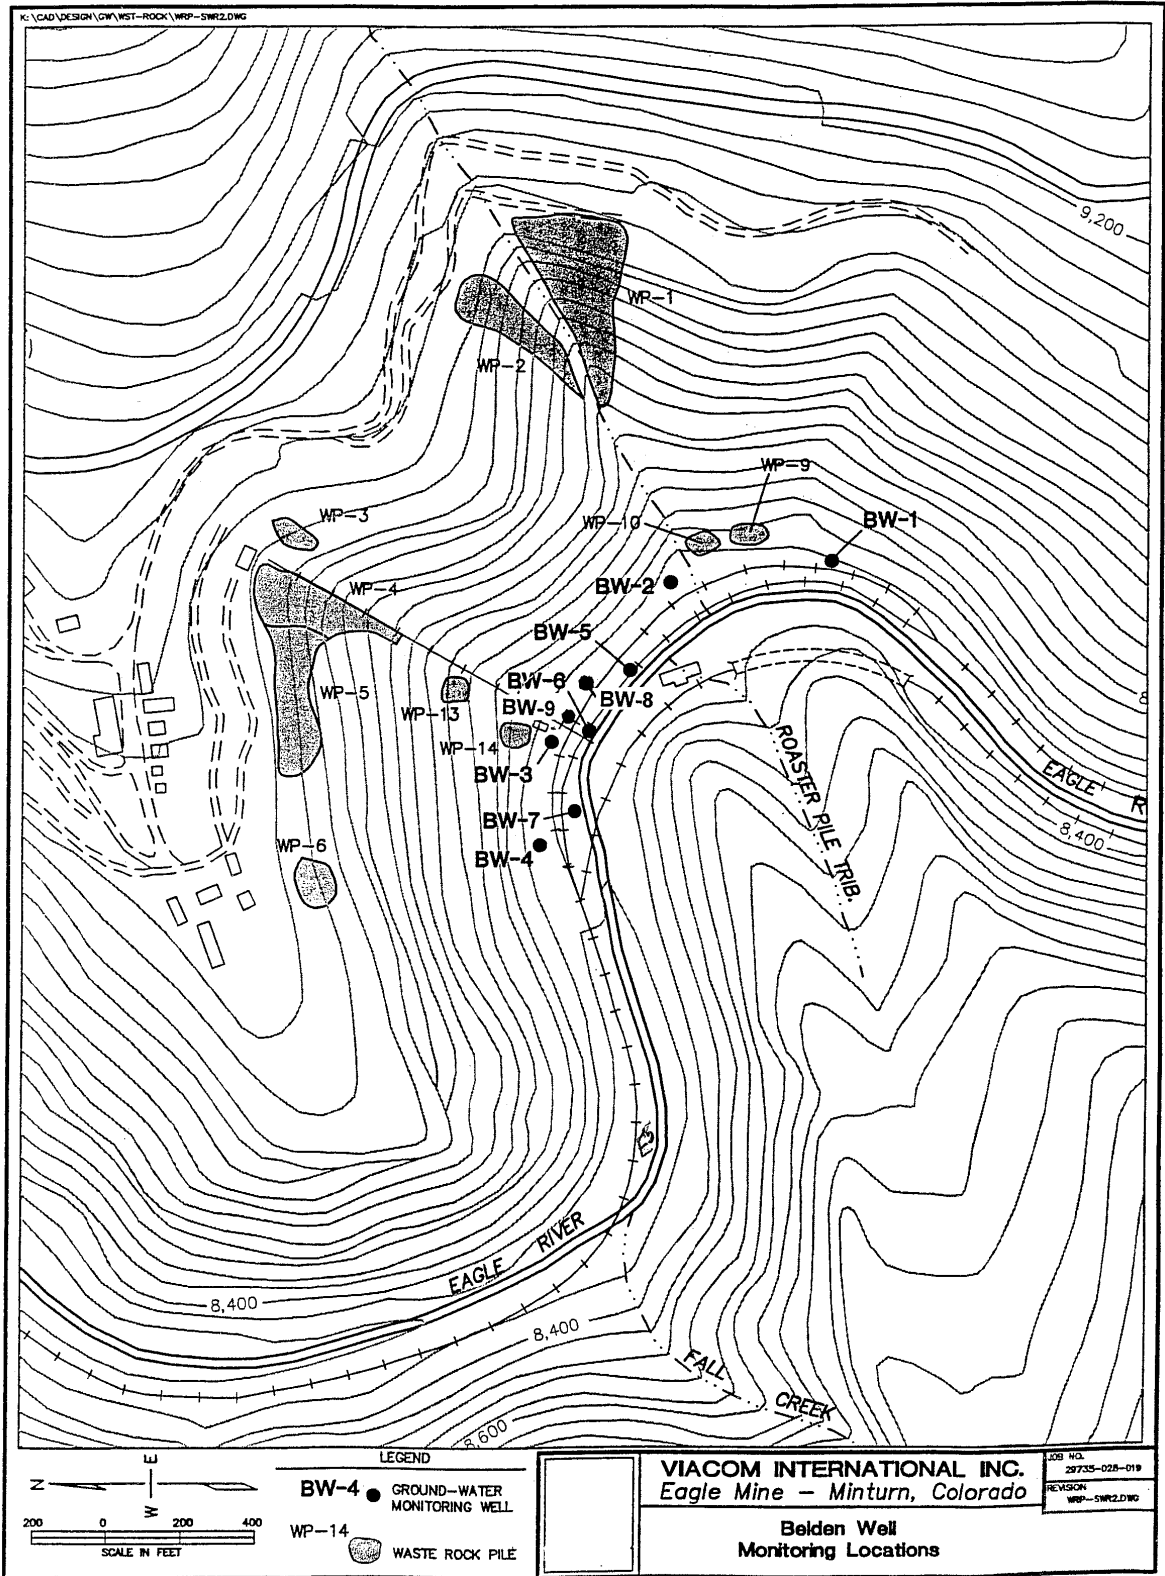 K:\CAD\DESIGN\GW\WST-ROCK\WRP-SWR2.DWG
9,200
WP-1
WP-2
WP-9
WP-3
WP-10
BW-1
WP-4
BW-2
BW-5
WP-5
BW-6
WP-13
BW-9
BW-8
WP-14
BW-3
ROASTER PILE TRIB.
EAGLE R
BW-7
8,400
WP-6
BW-4
EAGLE RIVER
8,400
8,400
FALL CREEK
8,600
N
E
W
200 0 200 400
SCALE IN FEET
LEGEND
BW-4 GROUND-WATER
MONITORING WELL
WP-14
WASTE ROCK PILE
VIACOM INTERNATIONAL INC.
Eagle Mine – Minturn, Colorado
JOB NO.
29735-028-019
REVISION
WRP-SWR2.DWG
Belden Well
Monitoring Locations